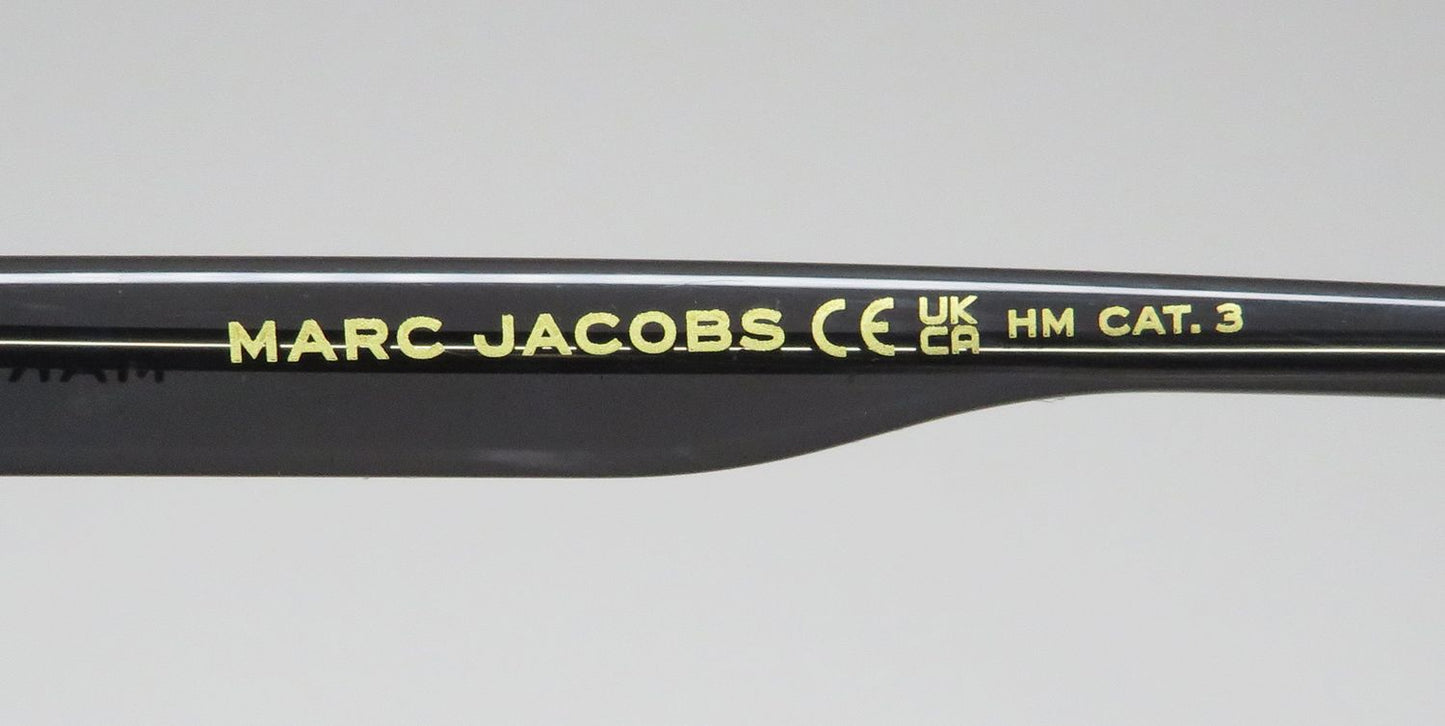 MARC JACOBS CE UK CA HM CAT. 3